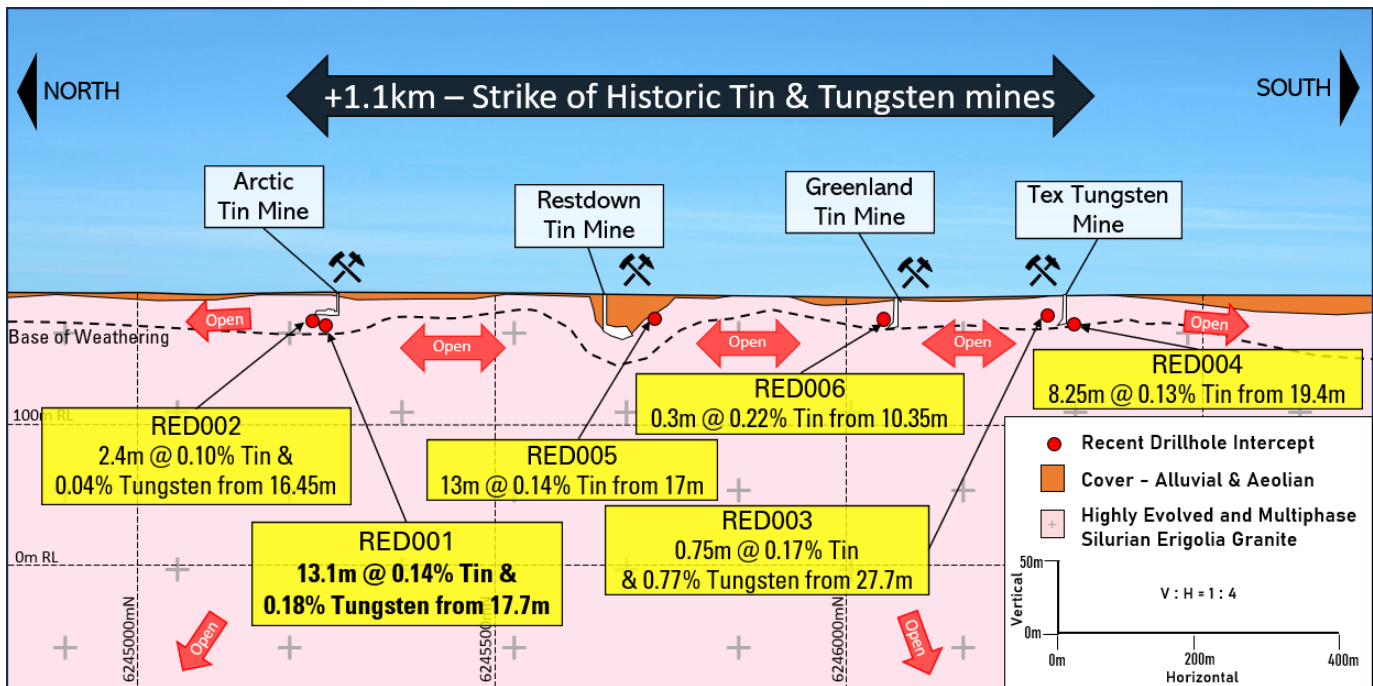 NORTH
+1.1km – Strike of Historic Tin & Tungsten mines
SOUTH
Arctic
Tin Mine
Restdown
Tin Mine
Greenland
Tin Mine
Tex Tungsten
Mine
Open
Base of Weathering
Open
Open
Open
Open
100m RL
RED002
2.4m @ 0.10% Tin &
0.04% Tungsten from 16.45m
RED005
13m @ 0.14% Tin from 17m
RED006
0.3m @ 0.22% Tin from 10.35m
RED004
8.25m @ 0.13% Tin from 19.4m
RED001
13.1m @ 0.14% Tin &
0.18% Tungsten from 17.7m
RED003
0.75m @ 0.17% Tin
& 0.77% Tungsten from 27.7m
0m RL
6245000mN
6245500mN
6246000mN
Open
Open
Recent Drillhole Intercept
Cover - Alluvial & Aeolian
Highly Evolved and Multiphase
Silurian Erigolia Granite
50m
Vertical
0m
V : H = 1 : 4
0m
200m
400m
Horizontal